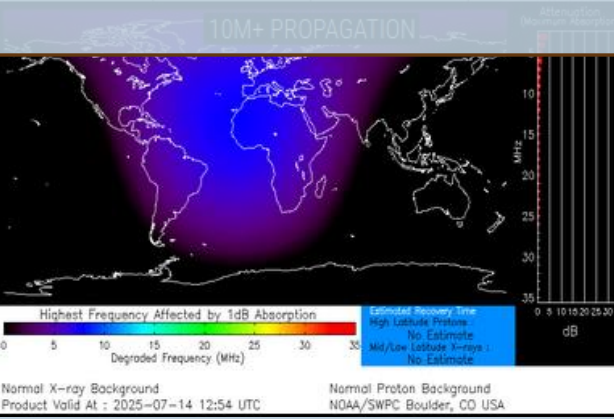 10M+ PROPAGATION
Attenuation
10
15
MHz
20
25
30
35
0 5 10 15 20 25 30
dB
Highest Frequency Affected by 1dB Absorption
0 5 10 15 20 25 30 35
Degraded Frequency (MHz)
Estimated Recovery Time
High Latitude Protons :
No Estimate
Mid/Low Latitude X-rays :
No Estimate
Normal X-ray Background
Normal Proton Background
Product Valid At : 2025-07-14 12:54 UTC
NOAA/SWPC Boulder, CO USA